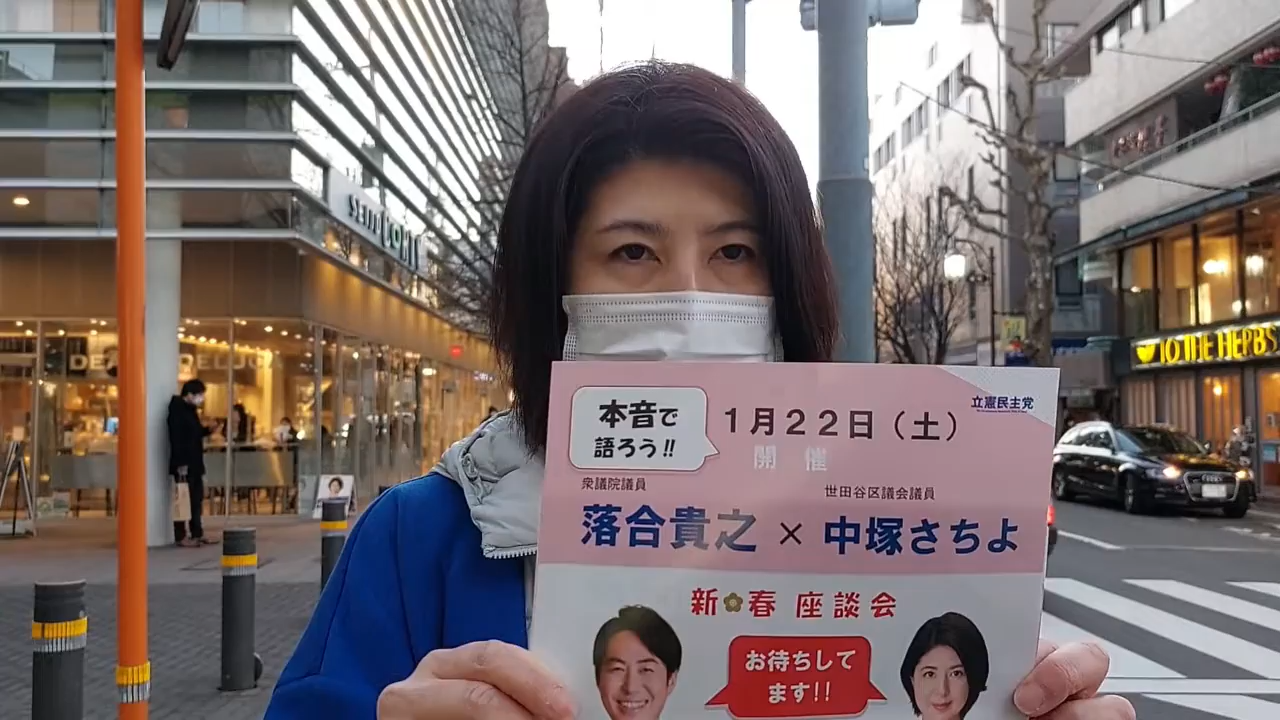 本音で
語ろう!!
1月22日（土）
開催
立憲民主党
衆議院議員
世田谷区議会議員
落合貴之 × 中塚さちよ
新春 座談会
お待ちして
ます!!
TO THE HERBS